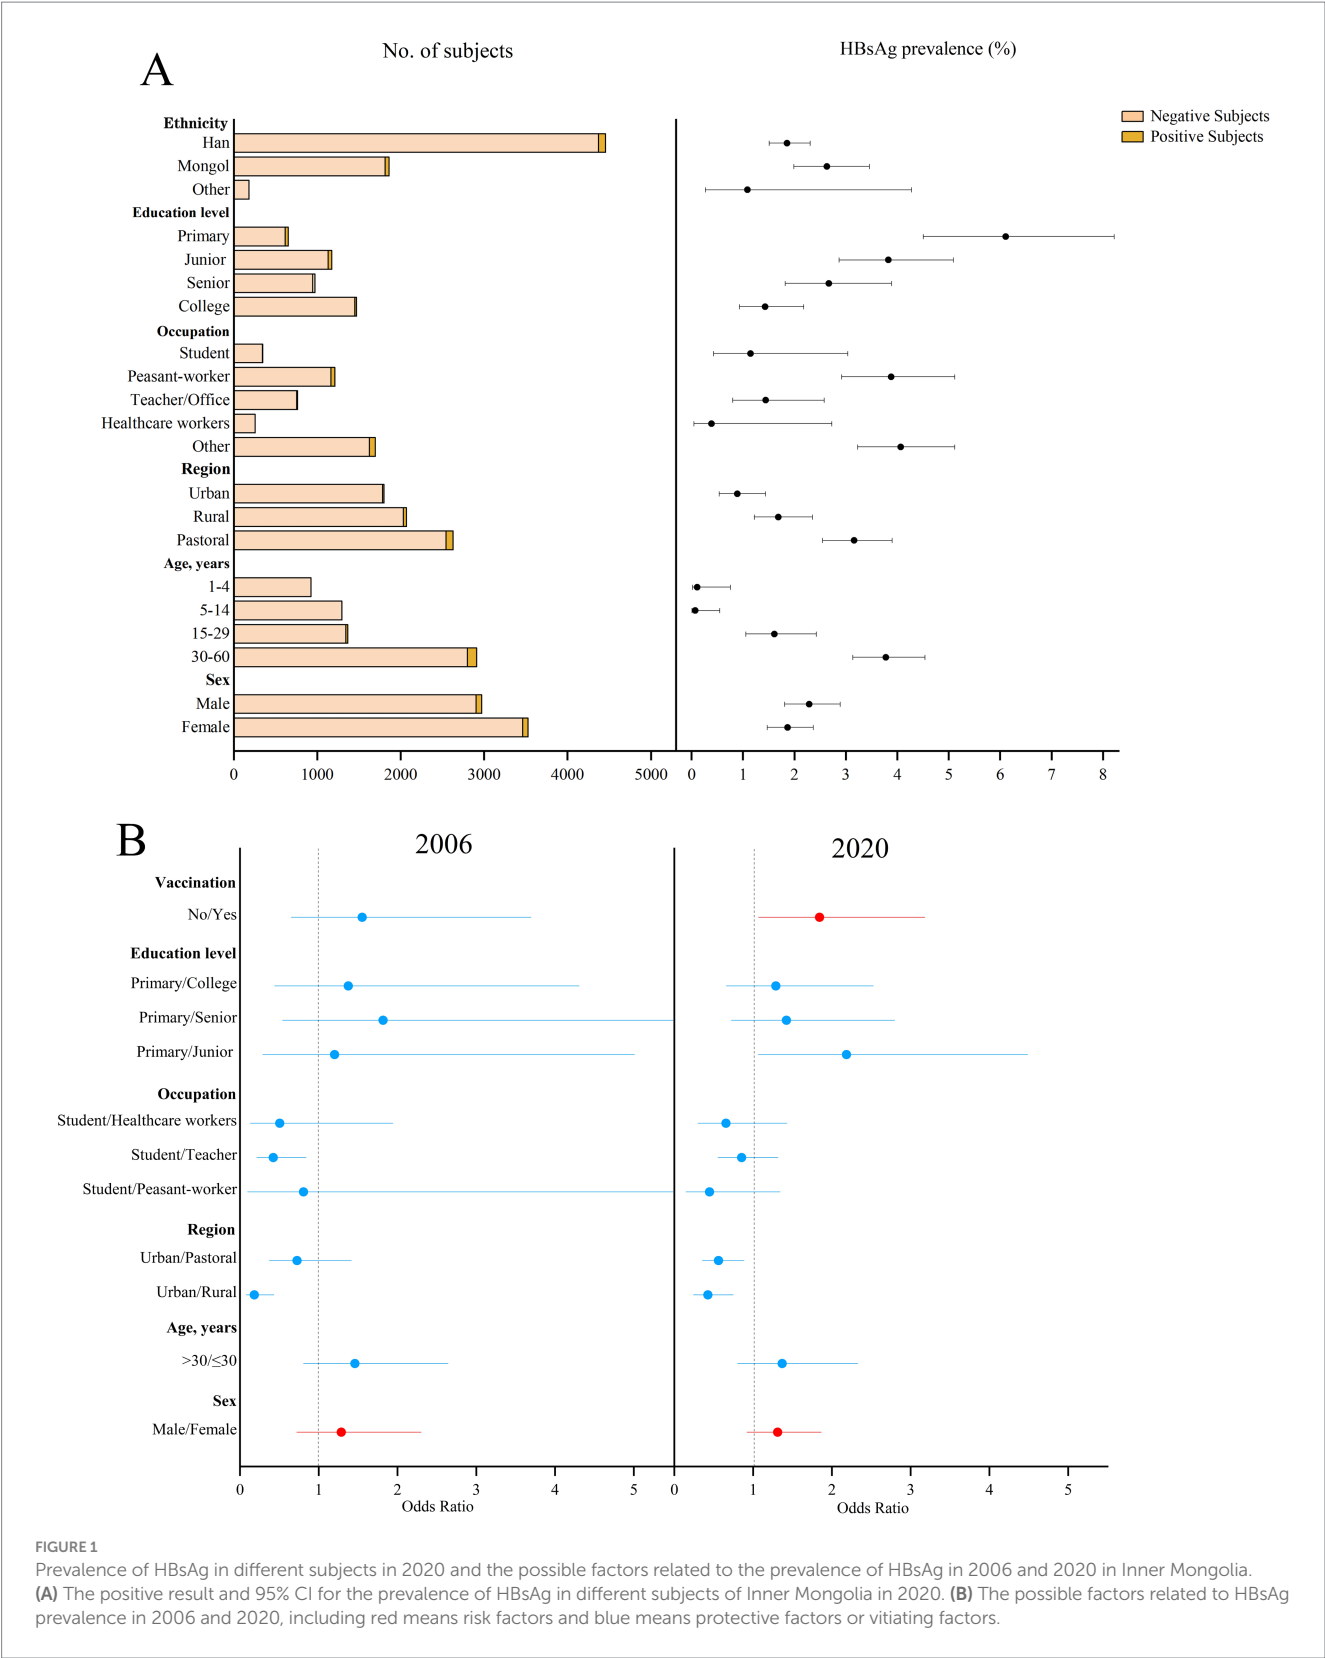 A
No. of subjects
HBsAg prevalence (%)
Negative Subjects
Positive Subjects
Ethnicity
Han
Mongol
Other
Education level
Primary
Junior
Senior
College
Occupation
Student
Peasant-worker
Teacher/Office
Healthcare workers
Other
Region
Urban
Rural
Pastoral
Age, years
1-4
5-14
15-29
30-60
Sex
Male
Female
0 1000 2000 3000 4000 5000 0 1 2 3 4 5 6 7 8
B
2006
2020
Vaccination
No/Yes
Education level
Primary/College
Primary/Senior
Primary/Junior
Occupation
Student/Healthcare workers
Student/Teacher
Student/Peasant-worker
Region
Urban/Pastoral
Urban/Rural
Age, years
>30/≤30
Sex
Male/Female
0 1 2 3 4 5 0 1 2 3 4 5
Odds Ratio Odds Ratio
FIGURE 1
Prevalence of HBsAg in different subjects in 2020 and the possible factors related to the prevalence of HBsAg in 2006 and 2020 in Inner Mongolia.
(A) The positive result and 95% CI for the prevalence of HBsAg in different subjects of Inner Mongolia in 2020. (B) The possible factors related to HBsAg
prevalence in 2006 and 2020, including red means risk factors and blue means protective factors or vitiating factors.